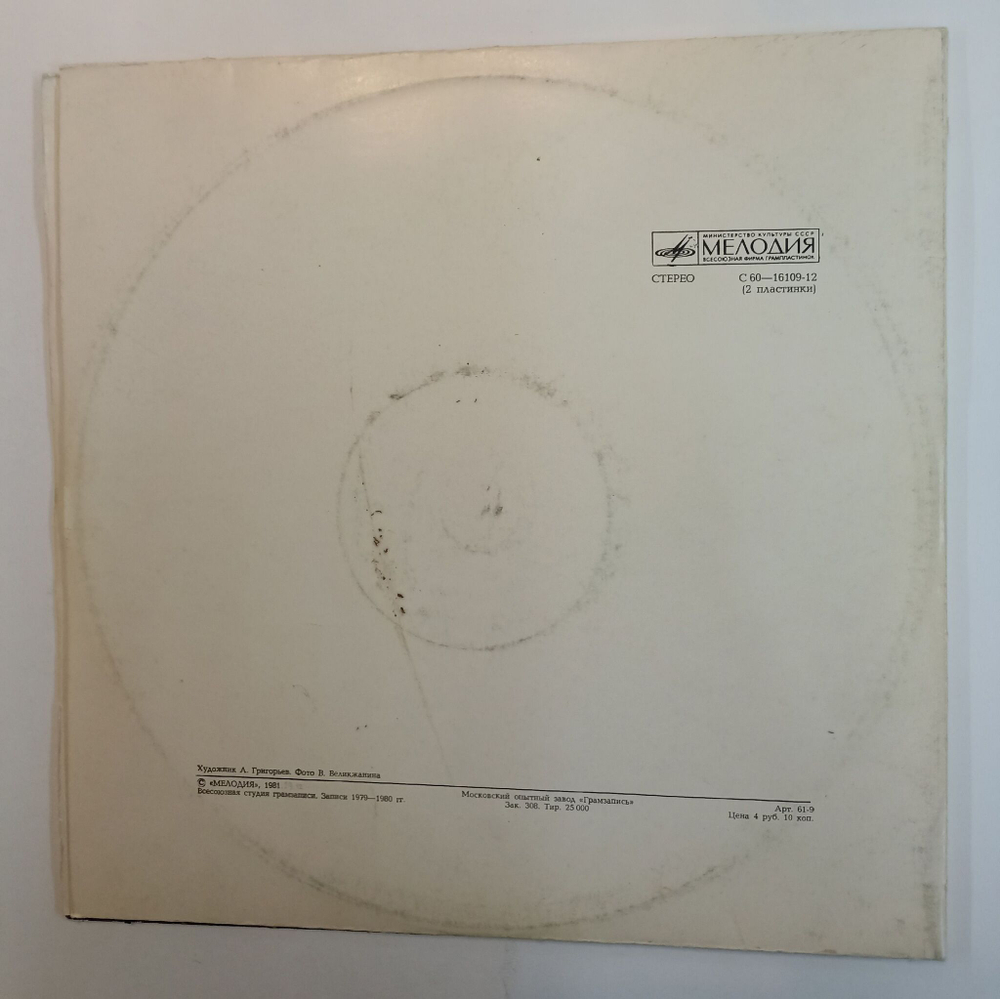 МИНИСТЕРСТВО КУЛЬТУРЫ СССР
МЕЛОДИЯ
ВСЕСОЮЗНАЯ ФИРМА ГРАМПЛАСТИНОК
СТЕРЕО С 60—16109-12
(2 пластинки)
Художник А. Григорьев. Фото В. Великжанина
© «МЕЛОДИЯ», 1981
Всесоюзная студия грамзаписи. Записи 1979—1980 гг.
Московский опытный завод «Грамзапись»
Зак. 308. Тир. 25 000
Арт. 61-9
Цена 4 руб. 10 коп.